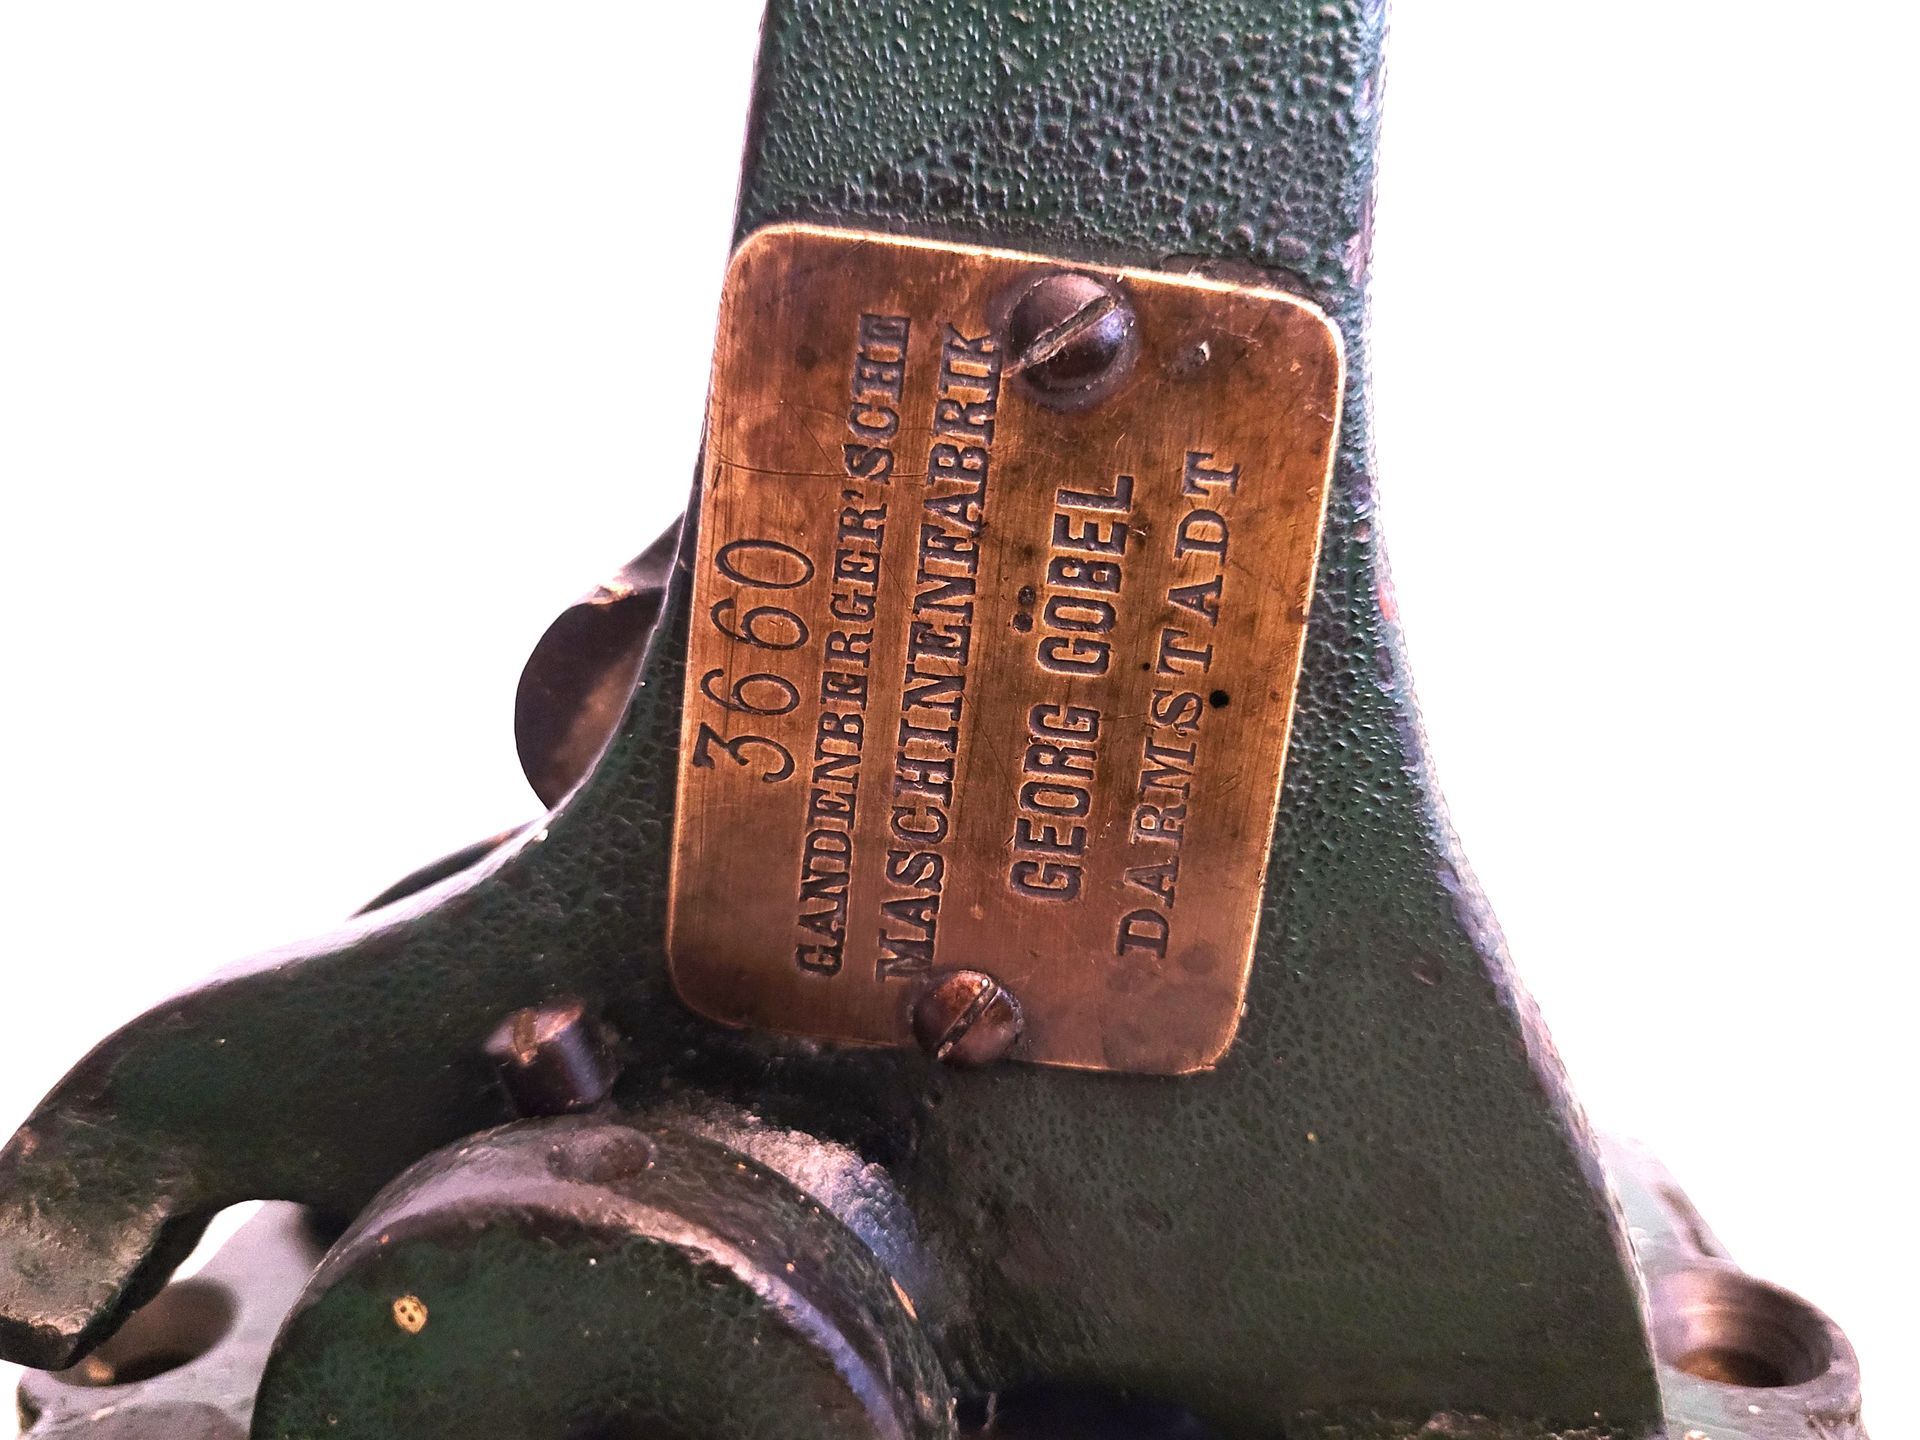 3660
GANDENBERGER'SCHE
MASCHINENFABRIK
GEORG GÖBEL
DARMSTADT